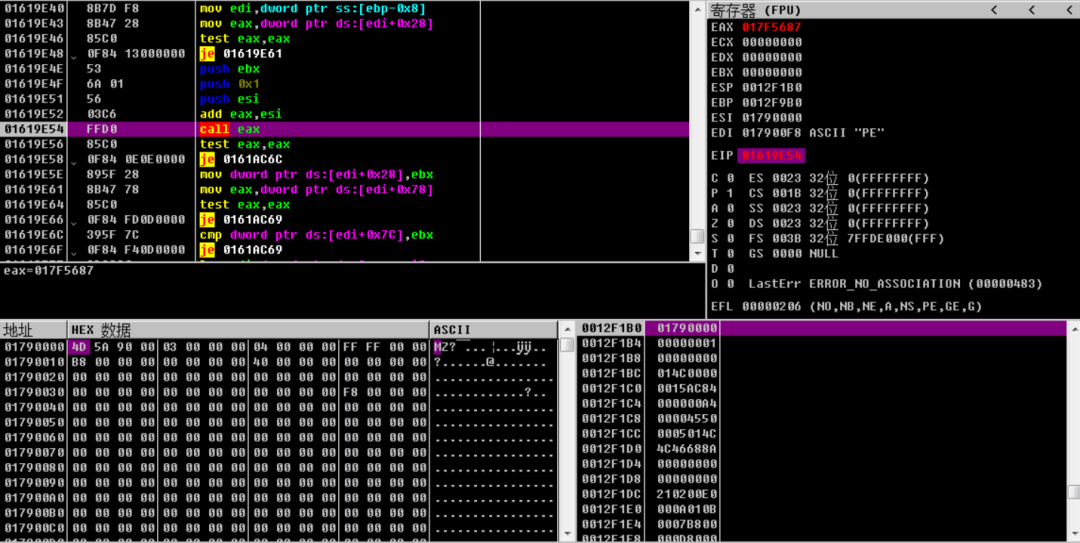 01619E40 8B7D F8 mov edi,dword ptr ss:[ebp-0x8]
01619E43 8B47 28 mov eax,dword ptr ds:[edi+0x28]
01619E46 85C0 test eax,eax
01619E48 0F84 13000000 je 01619E61
01619E4E 53 push ebx
01619E4F 6A 01 push 0x1
01619E51 56 push esi
01619E52 03C6 add eax,esi
01619E54 FFD0 call eax
01619E56 85C0 test eax,eax
01619E58 0F84 0E0E0000 je 0161AC6C
01619E5E 895F 28 mov dword ptr ds:[edi+0x28],ebx
01619E61 8B47 78 mov eax,dword ptr ds:[edi+0x78]
01619E64 85C0 test eax,eax
01619E66 0F84 FD0D0000 je 0161AC69
01619E6C 395F 7C cmp dword ptr ds:[edi+0x7C],ebx
01619E6F 0F84 F40D0000 je 0161AC69
eax=017F5687
寄存器 (FPU) < < <
EAX 017F5687
ECX 00000000
EDX 00000000
EBX 00000000
ESP 0012F1B0
EBP 0012F9B0
ESI 01790000
EDI 017900F8 ASCII "PE"
EIP 01619E54
C 0 ES 0023 32位 0(FFFFFFFF)
P 1 CS 001B 32位 0(FFFFFFFF)
A 0 SS 0023 32位 0(FFFFFFFF)
Z 0 DS 0023 32位 0(FFFFFFFF)
S 0 FS 003B 32位 7FFDE000(FFF)
T 0 GS 0000 NULL
D 0
O 0 LastErr ERROR_NO_ASSOCIATION (00000483)
EFL 00000206 (NO,NB,NE,A,NS,PE,GE,G)
地址 HEX 数据 ASCII
01790000 4D 5A 90 00 03 00 00 00 04 00 00 00 FF FF 00 00 MZ?
01790010 B8 00 00 00 00 00 00 00 40 00 00 00 00 00 00 00 ?.......@.......
01790020 00 00 00 00 00 00 00 00 00 00 00 00 00 00 00 00 ................
01790030 00 00 00 00 00 00 00 00 00 00 00 00 F8 00 00 00 ............?..
01790040 00 00 00 00 00 00 00 00 00 00 00 00 00 00 00 00 ................
01790050 00 00 00 00 00 00 00 00 00 00 00 00 00 00 00 00 ................
01790060 00 00 00 00 00 00 00 00 00 00 00 00 00 00 00 00 ................
01790070 00 00 00 00 00 00 00 00 00 00 00 00 00 00 00 00 ................
01790080 00 00 00 00 00 00 00 00 00 00 00 00 00 00 00 00 ................
01790090 00 00 00 00 00 00 00 00 00 00 00 00 00 00 00 00 ................
017900A0 00 00 00 00 00 00 00 00 00 00 00 00 00 00 00 00 ................
017900B0 00 00 00 00 00 00 00 00 00 00 00 00 00 00 00 00 ................
017900C0 00 00 00 00 00 00 00 00 00 00 00 00 00 00 00 00 ................
0012F1B0 01790000
0012F1B4 00000001
0012F1B8 00000000
0012F1BC 014C0000
0012F1C0 0015AC84
0012F1C4 000000A4
0012F1C8 00004550
0012F1CC 0005014C
0012F1D0 4C46688A
0012F1D4 00000000
0012F1D8 00000000
0012F1DC 210200E0
0012F1E0 000A010B
0012F1E4 0007B800
0012F1E8 000D8000